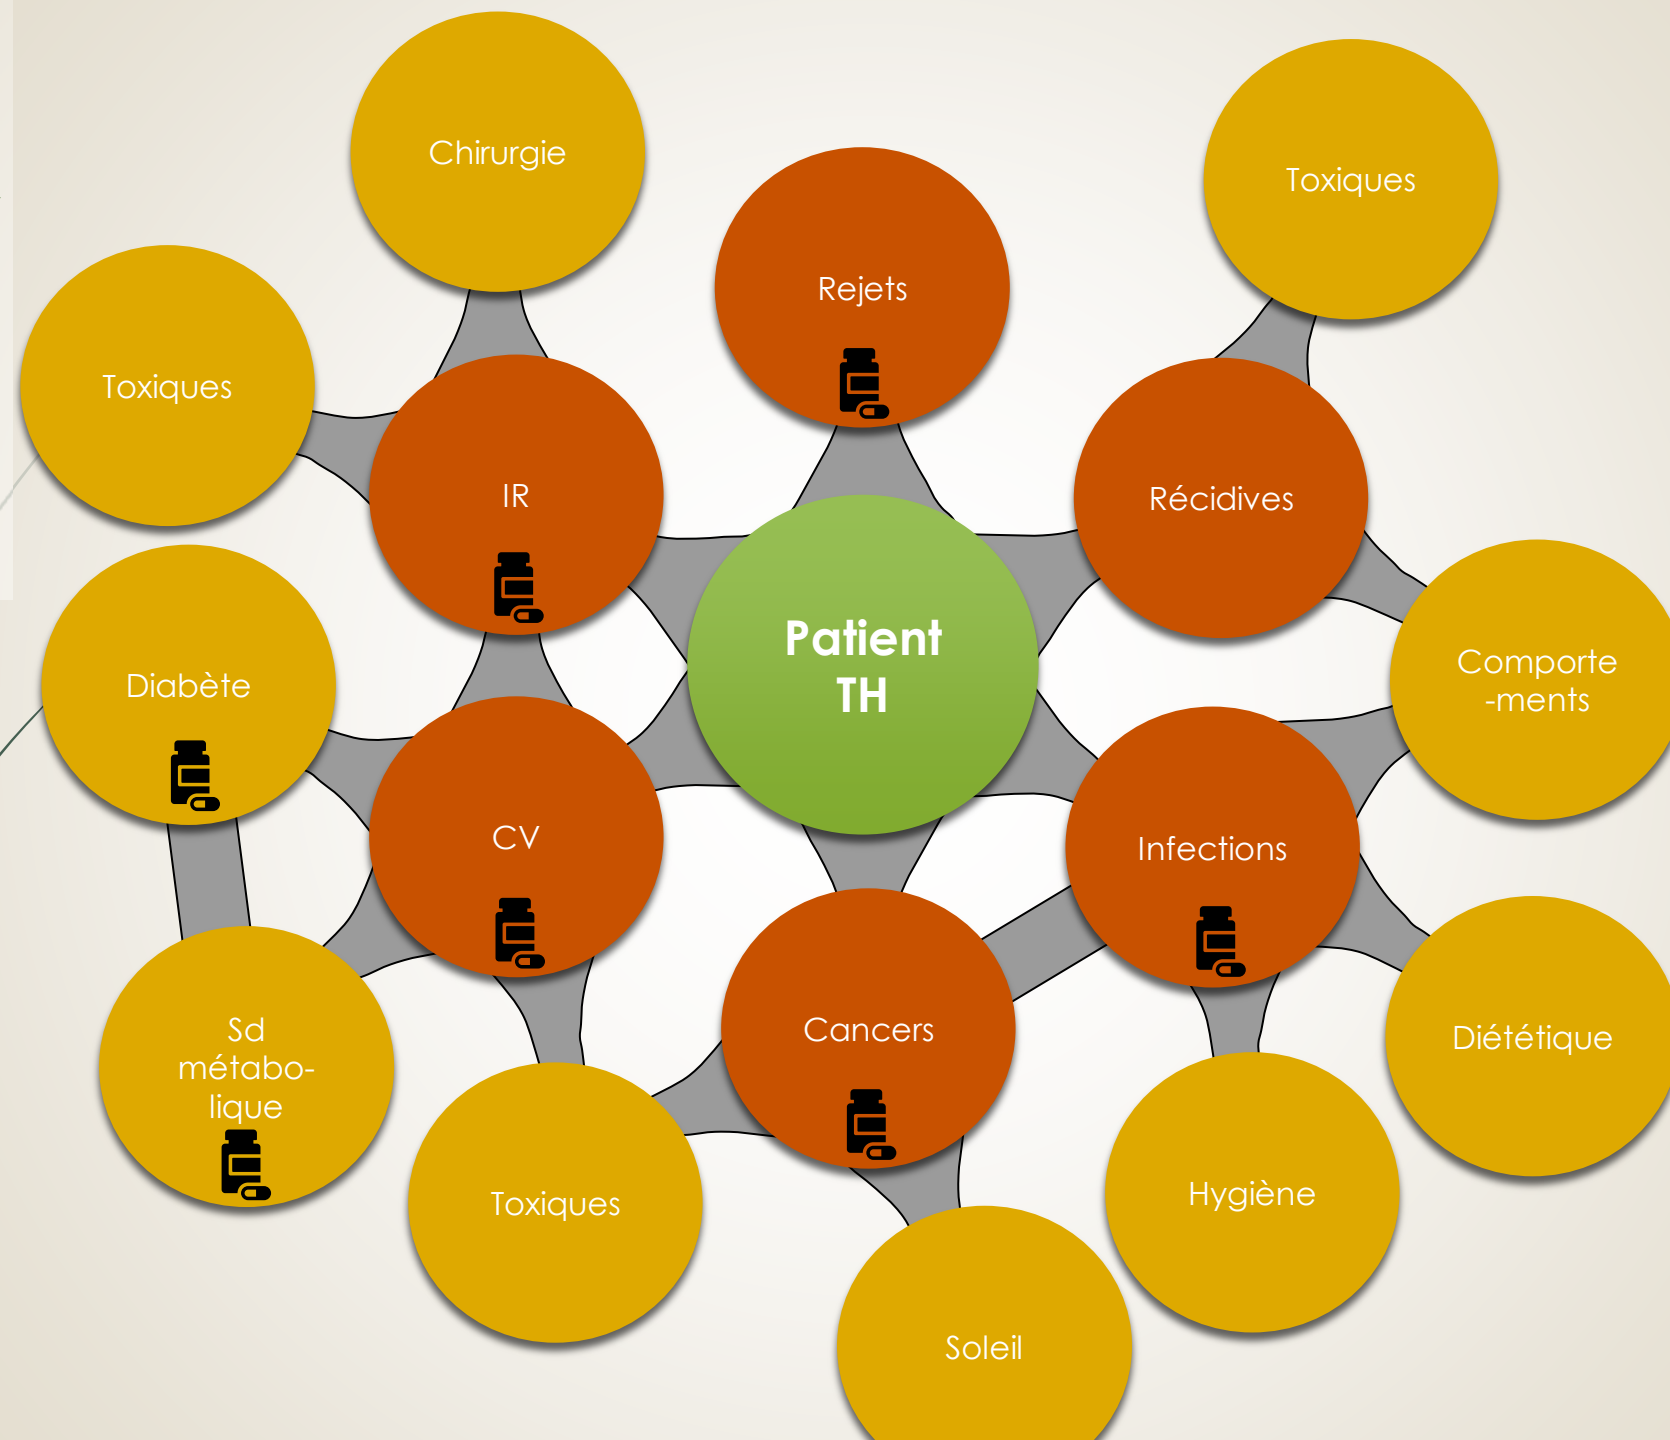 Chirurgie
Toxiques
Rejets
Toxiques
IR
Récidives
Patient
TH
Diabète
Comporte
-ments
CV
Infections
Sd
métabo-
lique
Cancers
Diététique
Toxiques
Hygiène
Soleil